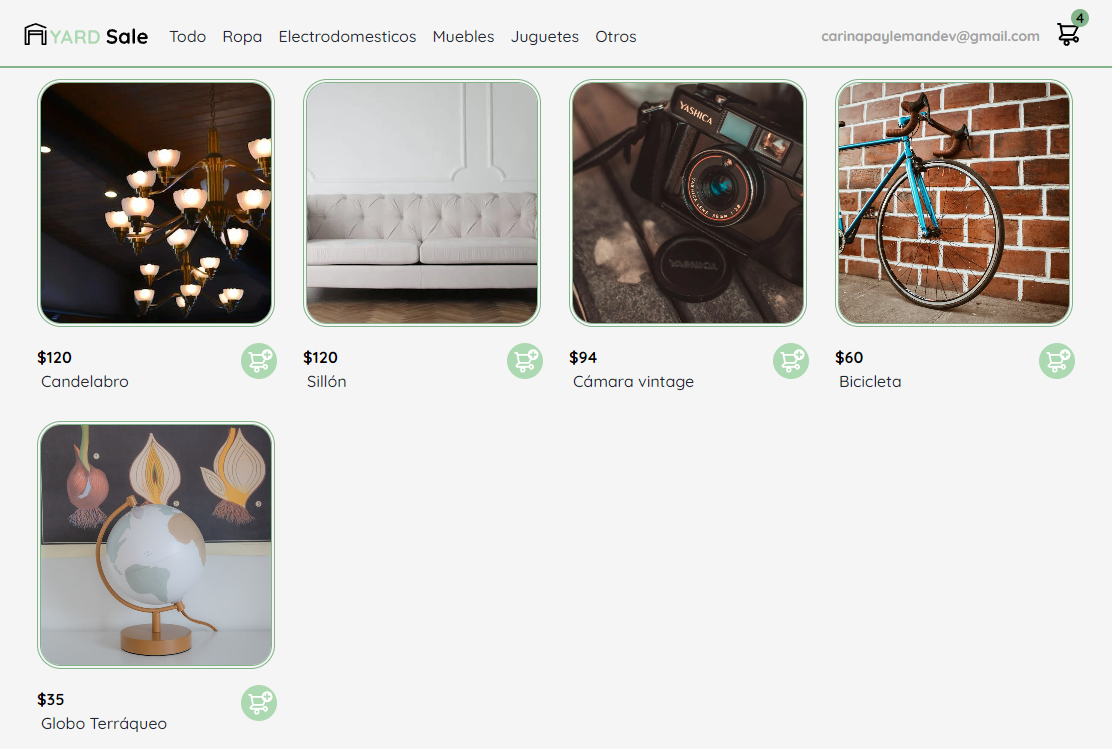 YARD Sale Todo Ropa Electrodomesticos Muebles Juguetes Otros carinapaylemandev@gmail.com 4
YASHICA
YASHICA
$120 $120 $94 $60
Candelabro Sillón Cámara vintage Bicicleta
$35
Globo Terráqueo